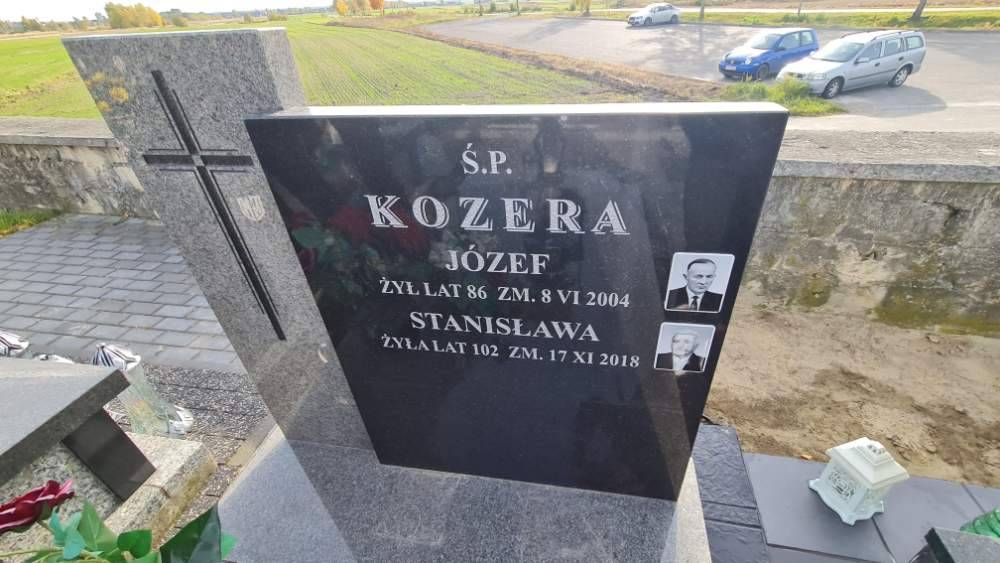 Ś.P.
KOZERA
JÓZEF
ŻYŁ LAT 86 ZM. 8 VI 2004
STANISŁAWA
ŻYŁA LAT 102 ZM. 17 XI 2018